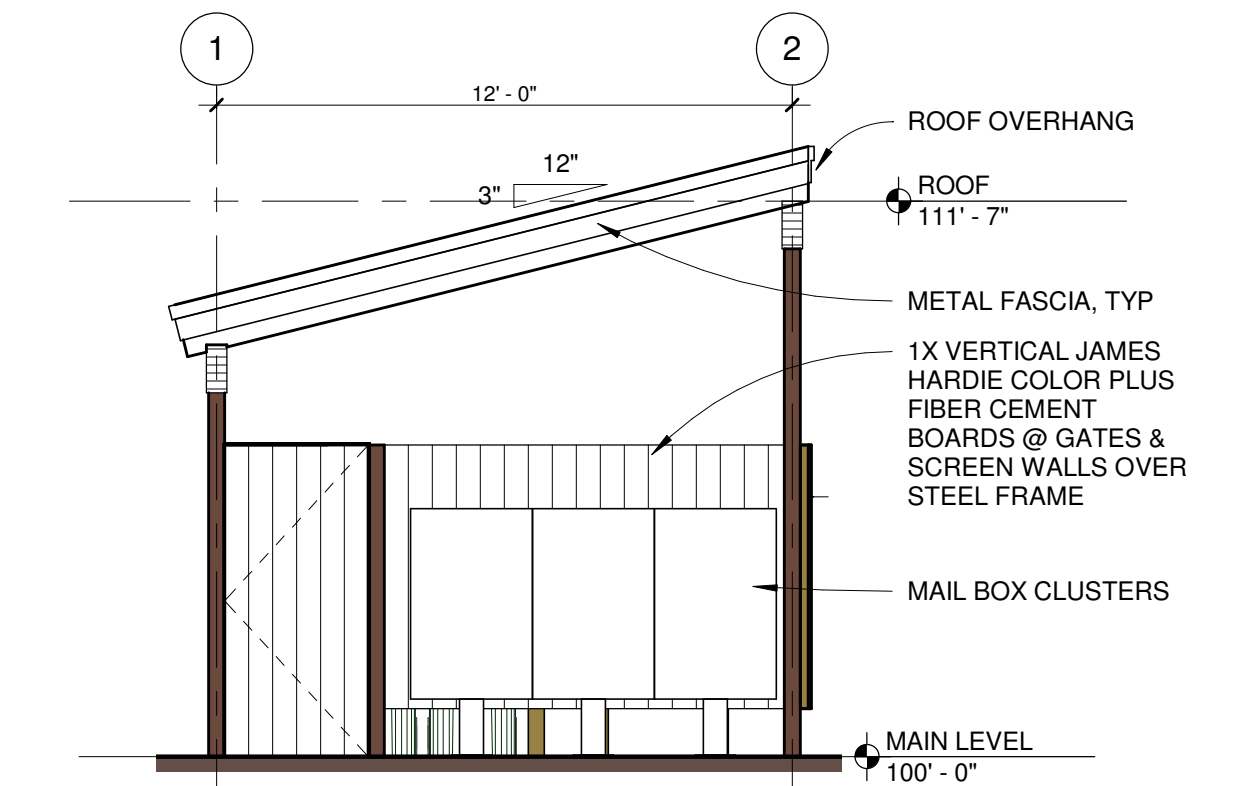 1
2
12' - 0"
ROOF OVERHANG
12"
3"
ROOF
111' - 7"
METAL FASCIA, TYP
1X VERTICAL JAMES
HARDIE COLOR PLUS
FIBER CEMENT
BOARDS @ GATES &
SCREEN WALLS OVER
STEEL FRAME
MAIL BOX CLUSTERS
MAIN LEVEL
100' - 0"